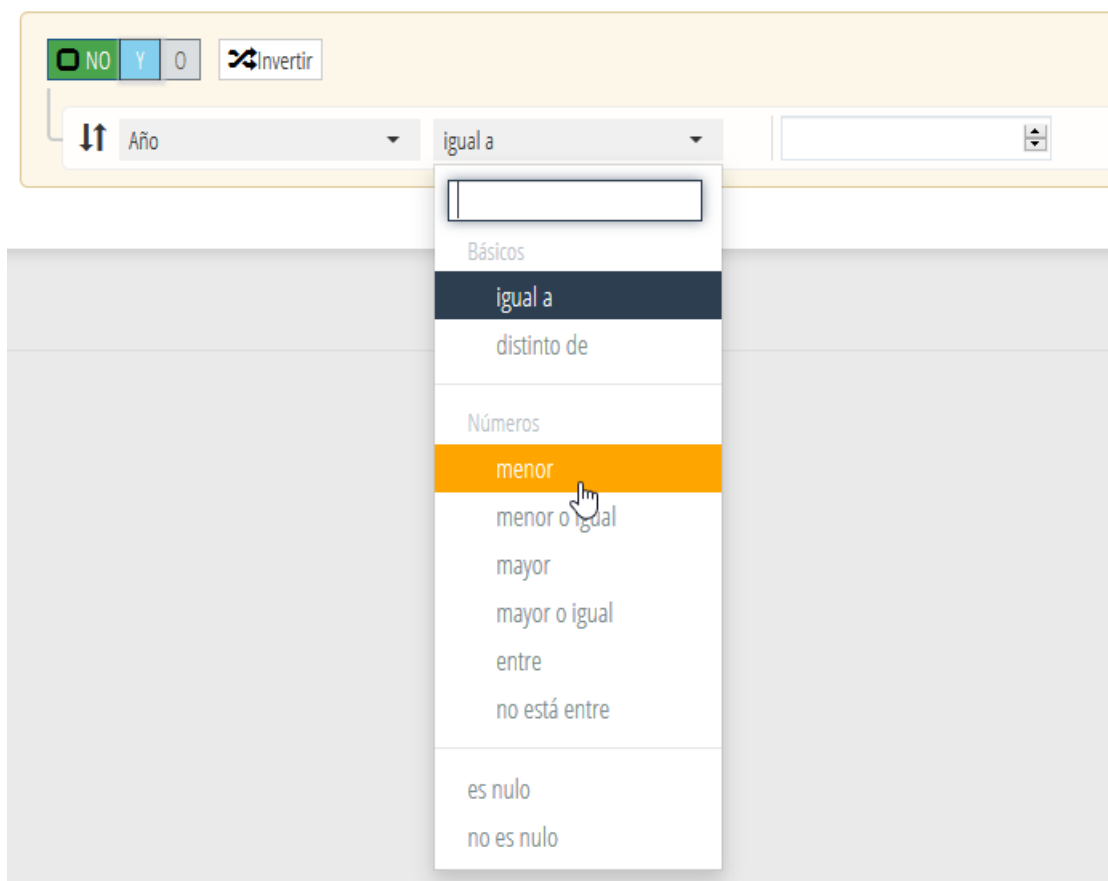 NO Y O Invertir
Año igual a
Básicos
igual a
distinto de
Números
menor
menor o igual
mayor
mayor o igual
entre
no está entre
es nulo
no es nulo